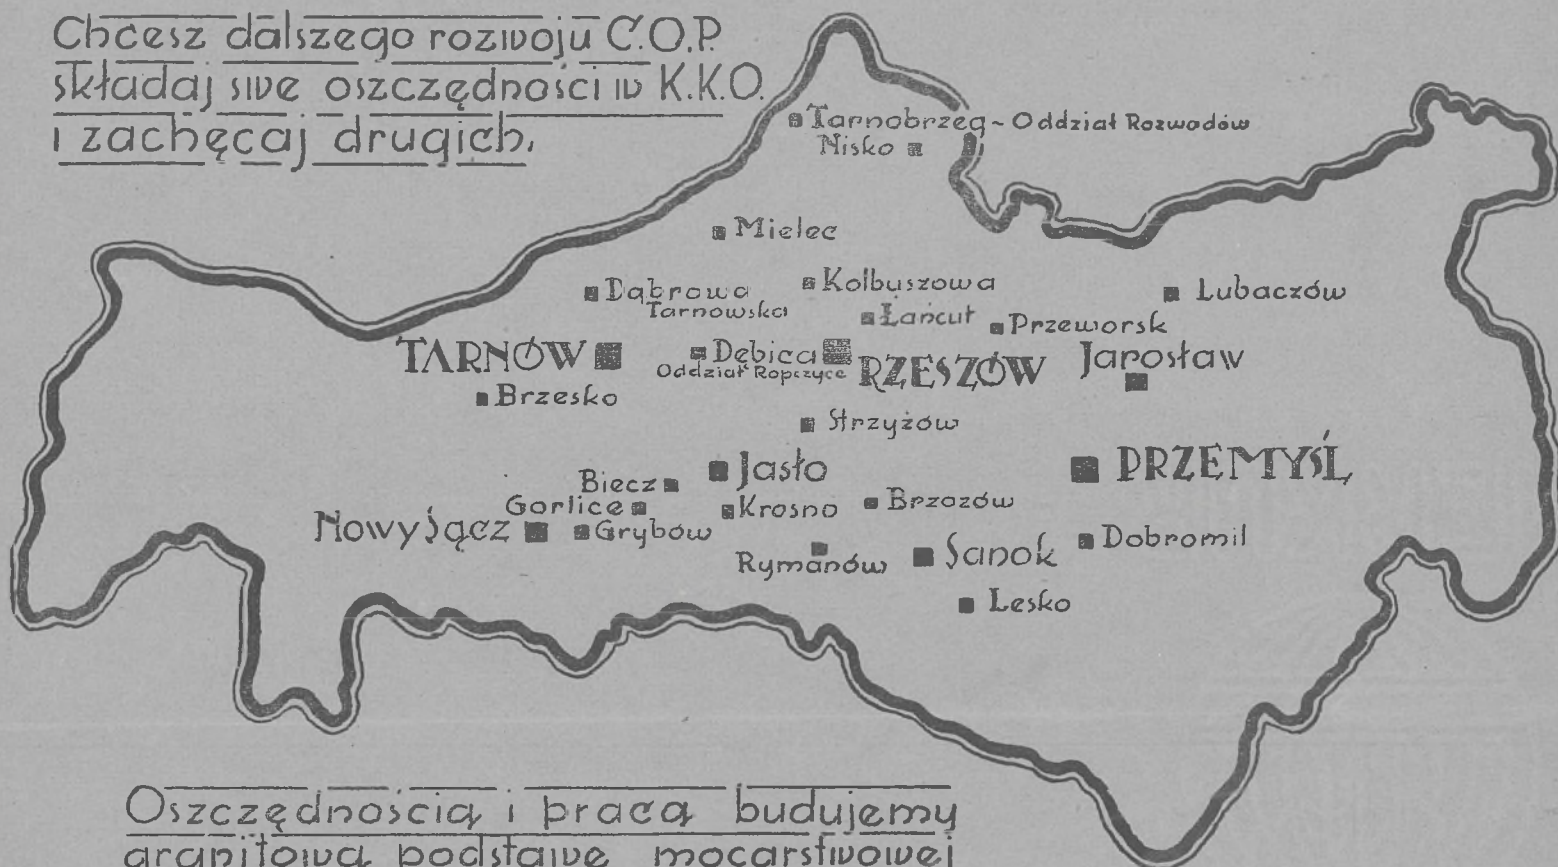 Chcesz dalszego rozwoju C.O.P.
składaj swe oszczędności w K.K.O.
i zachęcaj drugich.
Tarnobrzeg ~ Oddział Rozwadów
Nisko
Mielec
Dąbrowa
Tarnowska
Kolbuszowa
Lubaczów
Łańcut
Przeworsk
TARNÓW
Dębica
Oddział Ropczyce
RZESZÓW
Jarosław
Brzesko
Strzyżów
Jasło
PRZEMYŚL
Biecz
Gorlice
Krosno
Brzozów
Nowy Sącz
Grybów
Rymanów
Sanok
Dobromil
Lesko
Oszczędnością i pracą budujemy
granitową podstawę mocarstwowej